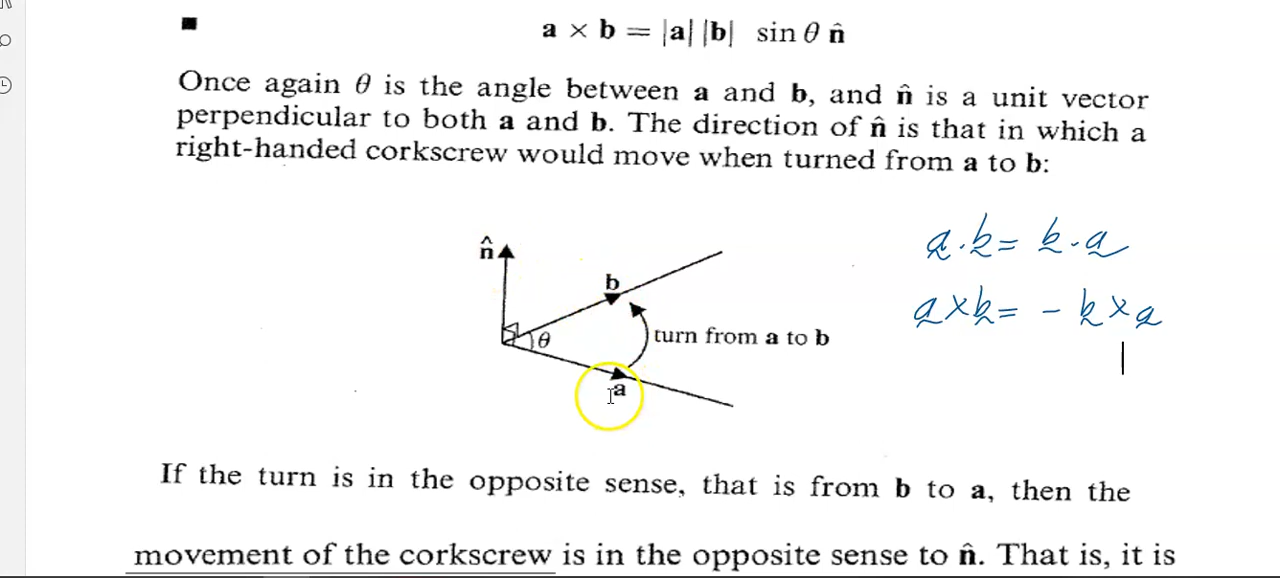 a × b = |a| |b| sin θ n̂
Once again θ is the angle between a and b, and n̂ is a unit vector
perpendicular to both a and b. The direction of n̂ is that in which a
right-handed corkscrew would move when turned from a to b:
n̂
b
θ
turn from a to b
a
a . b = b . a
a × b = - b × a
If the turn is in the opposite sense, that is from b to a, then the
movement of the corkscrew is in the opposite sense to n̂. That is, it is